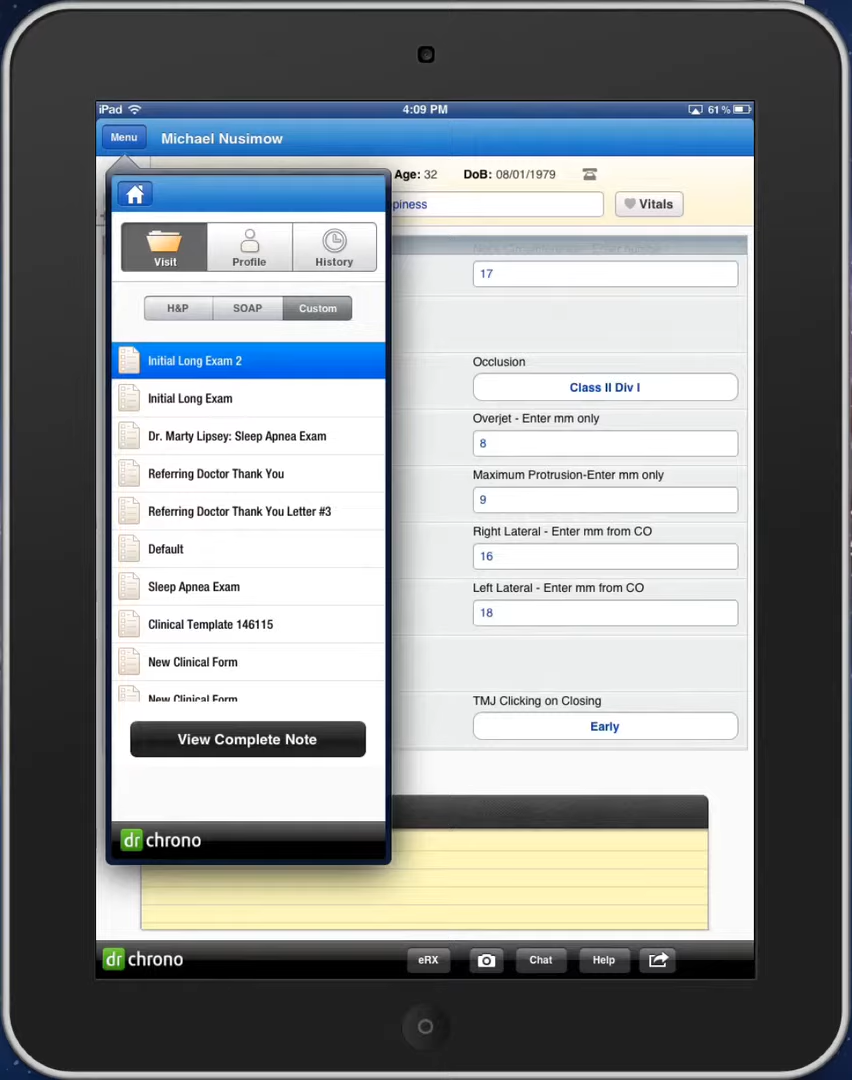 iPad 4:09 PM 61%
Menu Michael Nusimow
Age: 32 DoB: 08/01/1979
piness Vitals
Visit Profile History
H&P SOAP Custom
Initial Long Exam 2
Initial Long Exam
Dr. Marty Lipsey: Sleep Apnea Exam
Referring Doctor Thank You
Referring Doctor Thank You Letter #3
Default
Sleep Apnea Exam
Clinical Template 146115
New Clinical Form
New Clinical Form
View Complete Note
dr chrono
17
Occlusion
Class II Div I
Overjet - Enter mm only
8
Maximum Protrusion-Enter mm only
9
Right Lateral - Enter mm from CO
16
Left Lateral - Enter mm from CO
18
TMJ Clicking on Closing
Early
dr chrono eRX Chat Help